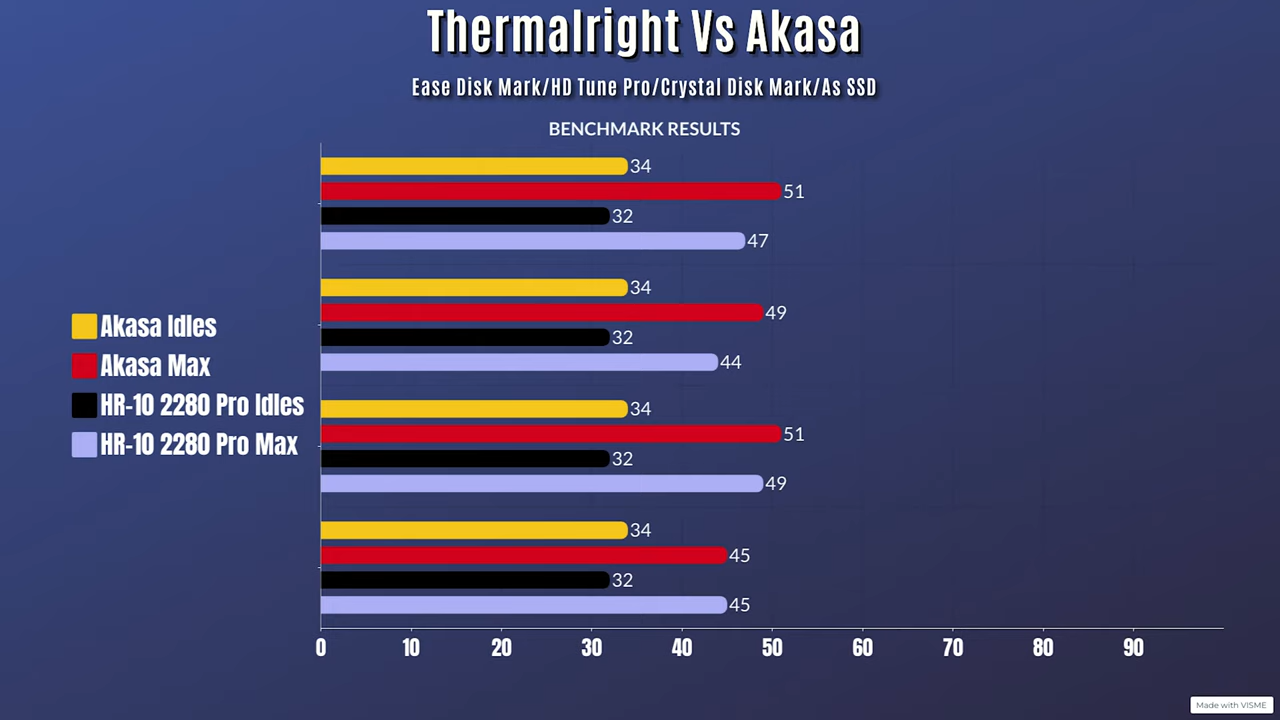 Thermalright Vs Akasa
Ease Disk Mark/HD Tune Pro/Crystal Disk Mark/As SSD
BENCHMARK RESULTS
34
51
32
47
34
49
32
44
34
51
32
49
34
45
32
45
Akasa Idles
Akasa Max
HR-10 2280 Pro Idles
HR-10 2280 Pro Max
0 10 20 30 40 50 60 70 80 90
Made with VISME